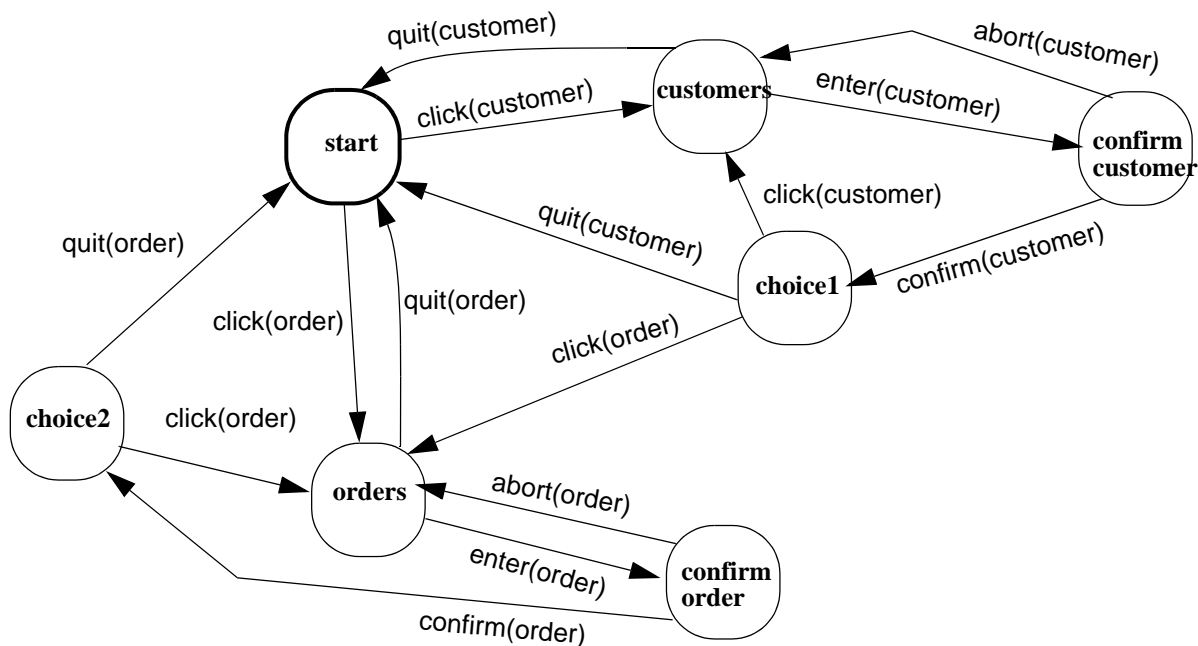 quit(customer)
abort(customer)
customers
enter(customer)
click(customer)
start
confirm
customer
click(customer)
quit(customer)
quit(order)
confirm(customer)
choice1
quit(order)
click(order)
click(order)
choice2
click(order)
orders
abort(order)
enter(order)
confirm
order
confirm(order)